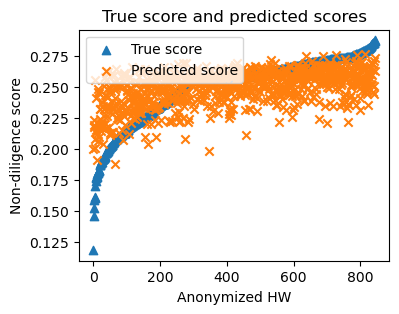 True score and predicted scores
True score
Predicted score
Non-diligence score
0.275
0.250
0.225
0.200
0.175
0.150
0.125
0
200
400
600
800
Anonymized HW